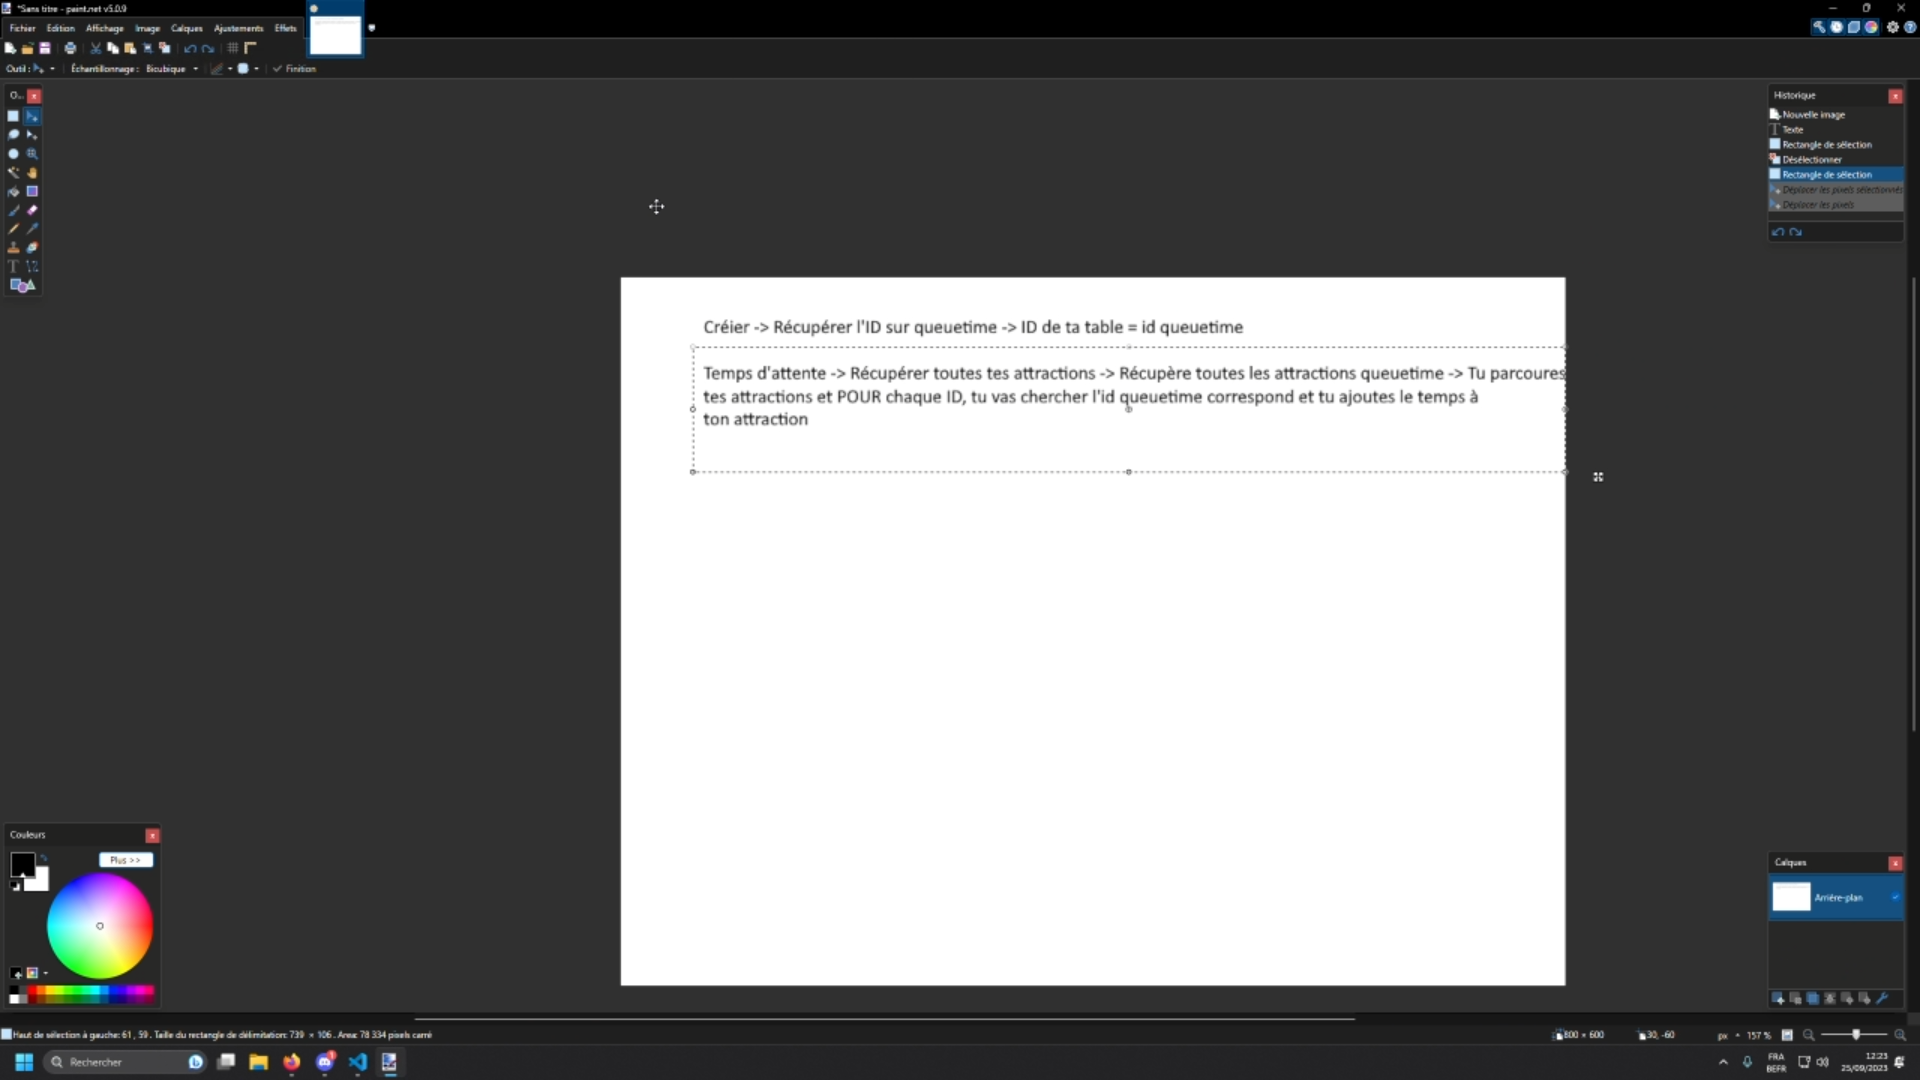 *Sans titre - paint.net v5.0.9
Fichier Edition Affichage Image Calques Ajustements Effets
Outil : Échantillonnage : Bicubique Finition
O...
Historique
Nouvelle image
Texte
Rectangle de sélection
Désélectionner
Rectangle de sélection
Déplacer les pixels sélectionnés
Déplacer les pixels
Créier -> Récupérer l'ID sur queuetime -> ID de ta table = id queuetime
Temps d'attente -> Récupérer toutes tes attractions -> Récupère toutes les attractions queuetime -> Tu parcoures
tes attractions et POUR chaque ID, tu vas chercher l'id queuetime correspond et tu ajoutes le temps à
ton attraction
Couleurs
Plus >>
Calques
Arrière-plan
Haut de sélection à gauche: 61 , 59 . Taille du rectangle de délimitation: 739 × 106 . Area: 78 334 pixels carré
800 × 600
30, -60
px
157 %
Rechercher
FRA
BEFR
12:23
25/09/2023